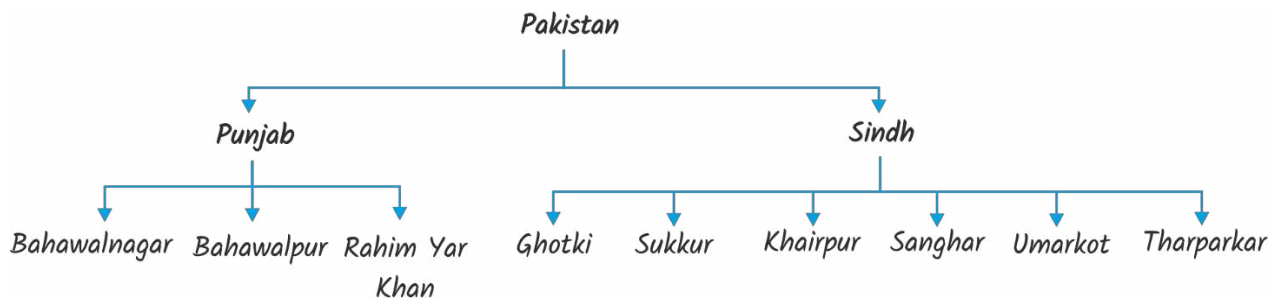 Pakistan
Punjab
Sindh
Bahawalnagar
Bahawalpur
Rahim Yar
Khan
Ghotki
Sukkur
Khairpur
Sanghar
Umarkot
Tharparkar